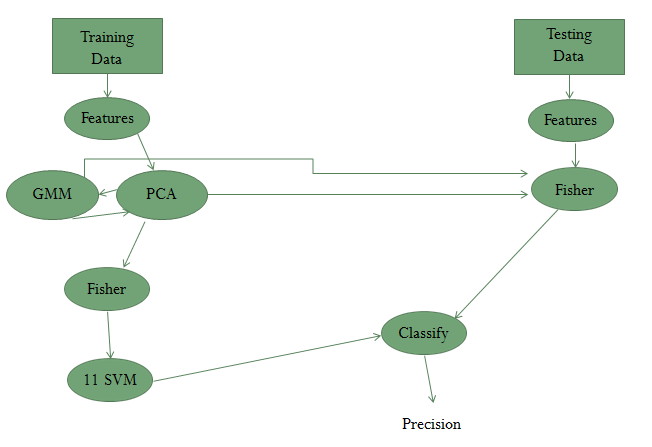 Training
Data
Testing
Data
Features
Features
GMM
PCA
Fisher
Fisher
Classify
11 SVM
Precision